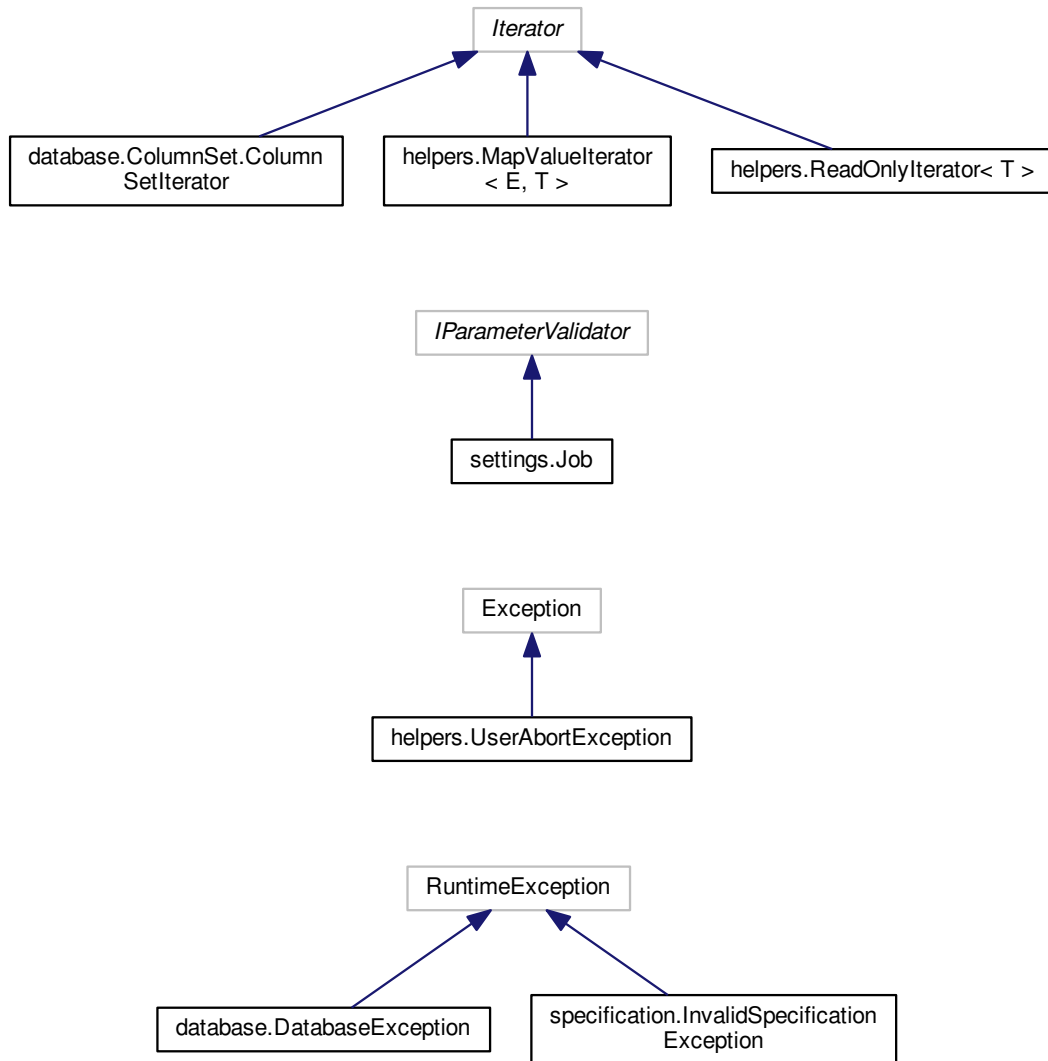 Iterator
database.ColumnSet.Column
SetIterator
helpers.MapValueIterator
< E, T >
helpers.ReadOnlyIterator< T >
IParameterValidator
settings.Job
Exception
helpers.UserAbortException
RuntimeException
database.DatabaseException
specification.InvalidSpecification
Exception